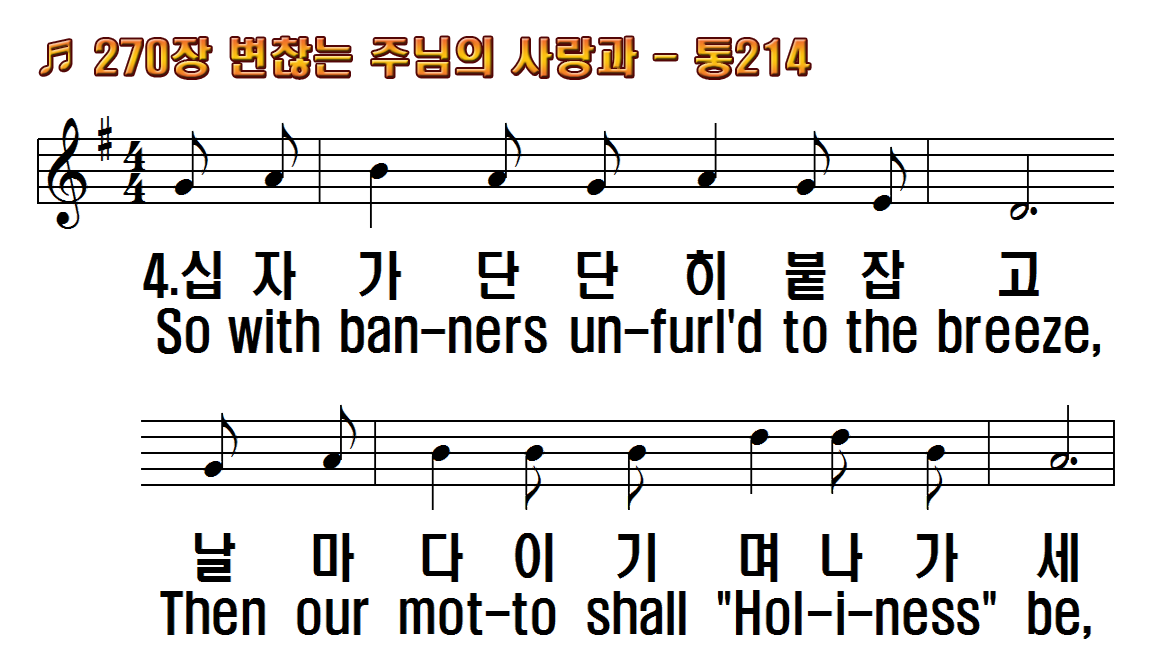 ♬ 270장 변찮는 주님의 사랑과 - 통214
4.십 자 가 단 단 히 붙 잡 고
So with ban-ners un-furl'd to the breeze,
날 마 다 이 기 며 나 가 세
Then our mot-to shall "Hol-i-ness" be,